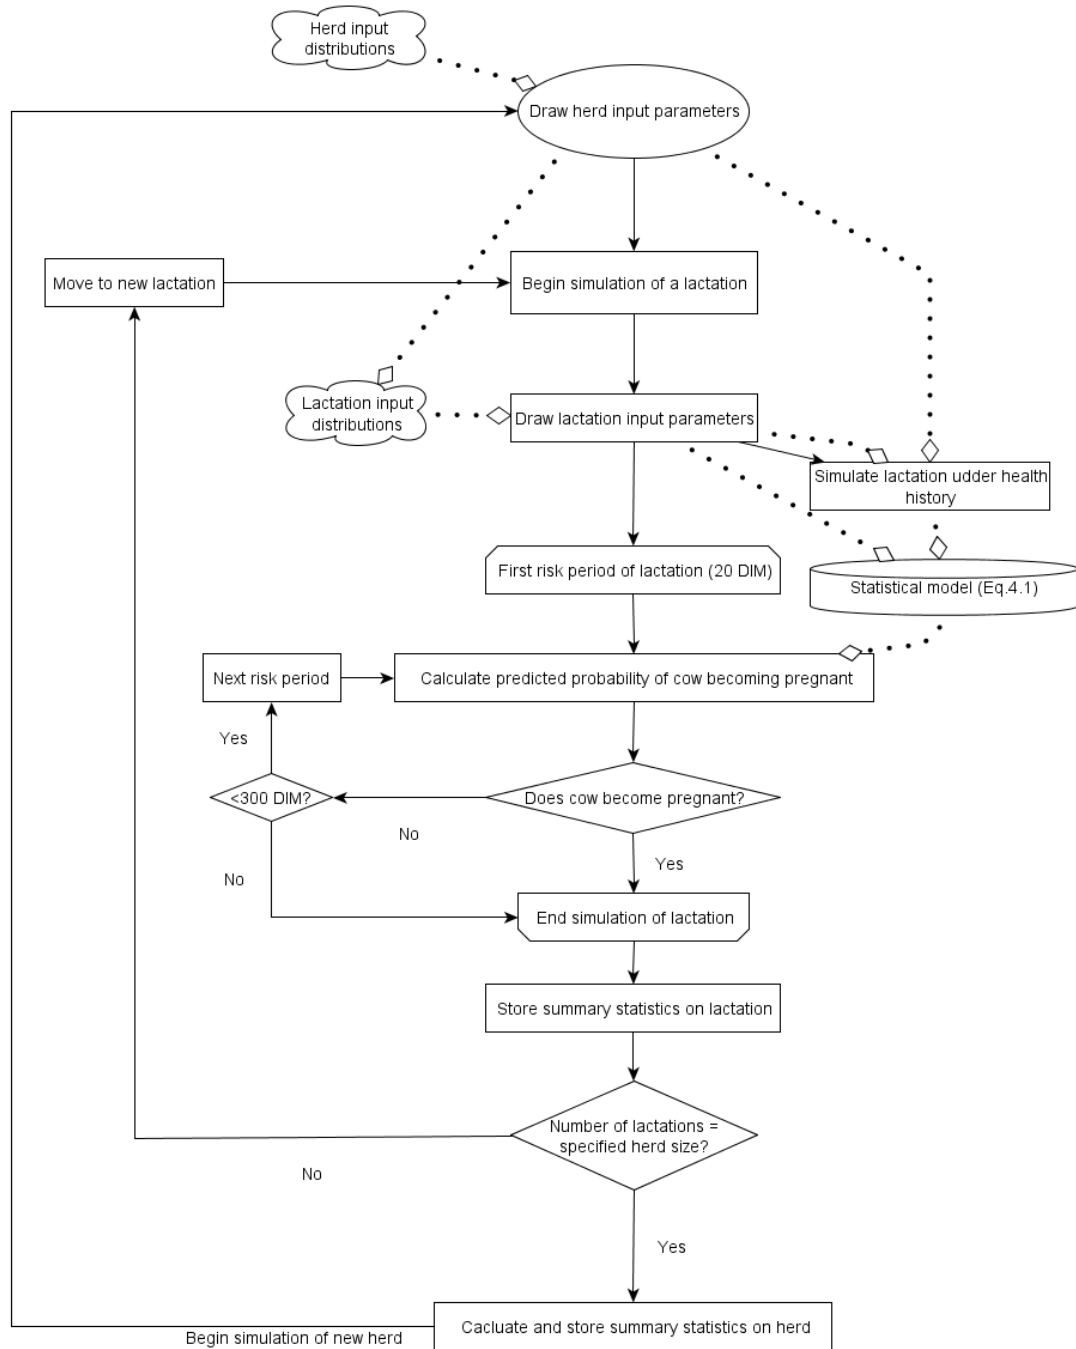 Herd input
distributions
Draw herd input parameters
Move to new lactation
Begin simulation of a lactation
Lactation input
distributions
Draw lactation input parameters
Simulate lactation udder health
history
First risk period of lactation (20 DIM)
Statistical model (Eq.4.1)
Next risk period
Calculate predicted probability of cow becoming pregnant
Yes
<300 DIM?
Does cow become pregnant?
No
Yes
No
End simulation of lactation
Store summary statistics on lactation
Number of lactations =
specified herd size?
No
Yes
Cacluate and store summary statistics on herd
Begin simulation of new herd